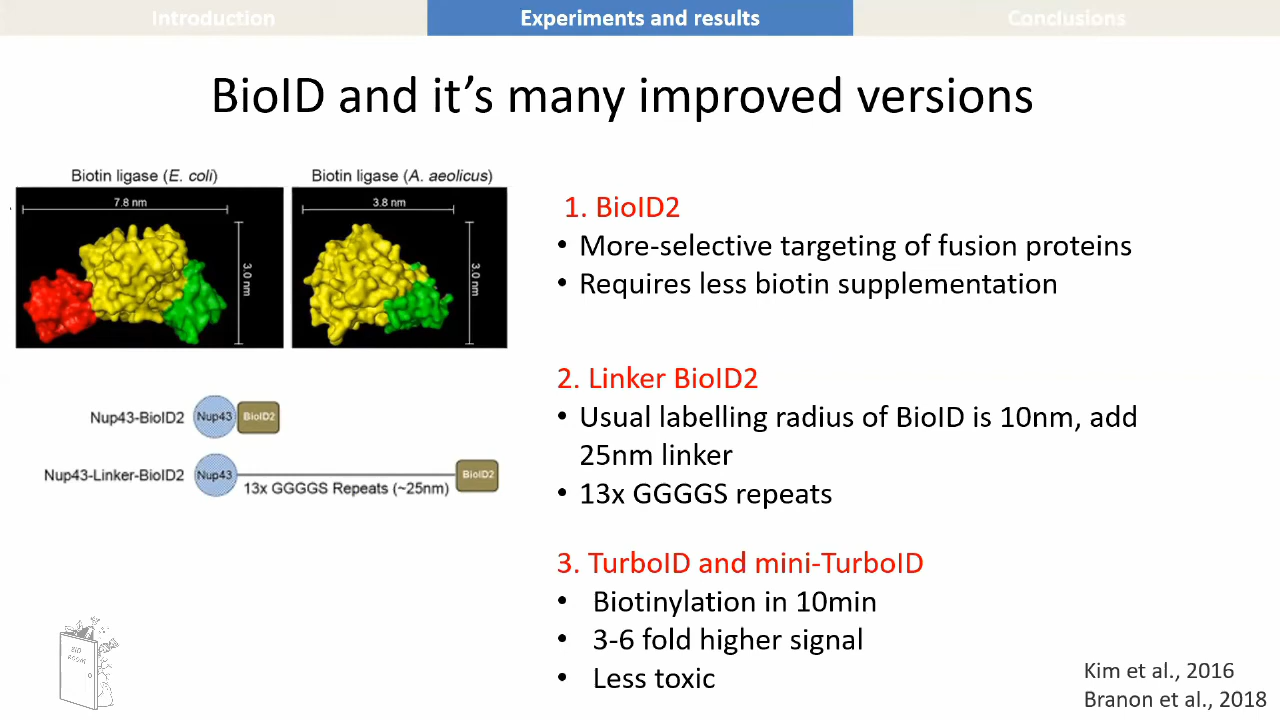 Introduction
Experiments and results
Conclusions
BioID and it's many improved versions
Biotin ligase (E. coli)
Biotin ligase (A. aeolicus)
7.8 nm
3.0 nm
3.8 nm
3.0 nm
Nup43-BioID2
Nup43
BioID2
Nup43-Linker-BioID2
Nup43
13x GGGGS Repeats (~25nm)
BioID2
1. BioID2
• More-selective targeting of fusion proteins
• Requires less biotin supplementation
2. Linker BioID2
• Usual labelling radius of BioID is 10nm, add
25nm linker
• 13x GGGGS repeats
3. TurboID and mini-TurboID
• Biotinylation in 10min
• 3-6 fold higher signal
• Less toxic
Kim et al., 2016
Branon et al., 2018